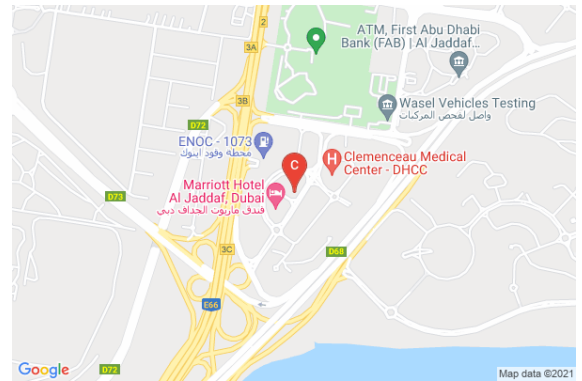 2
3A
ATM, First Abu Dhabi
Bank (FAB) | Al Jaddaf...
3B
D72
Wasel Vehicles Testing
واصل لفحص المركبات
ENOC - 1073
محطة وقود اينوك
C
H
Clemenceau Medical
Center - DHCC
Marriott Hotel
Al Jaddaf, Dubai
فندق ماريوت الجداف دبي
D73
3C
D68
E66
D72
Google
Map data ©2021